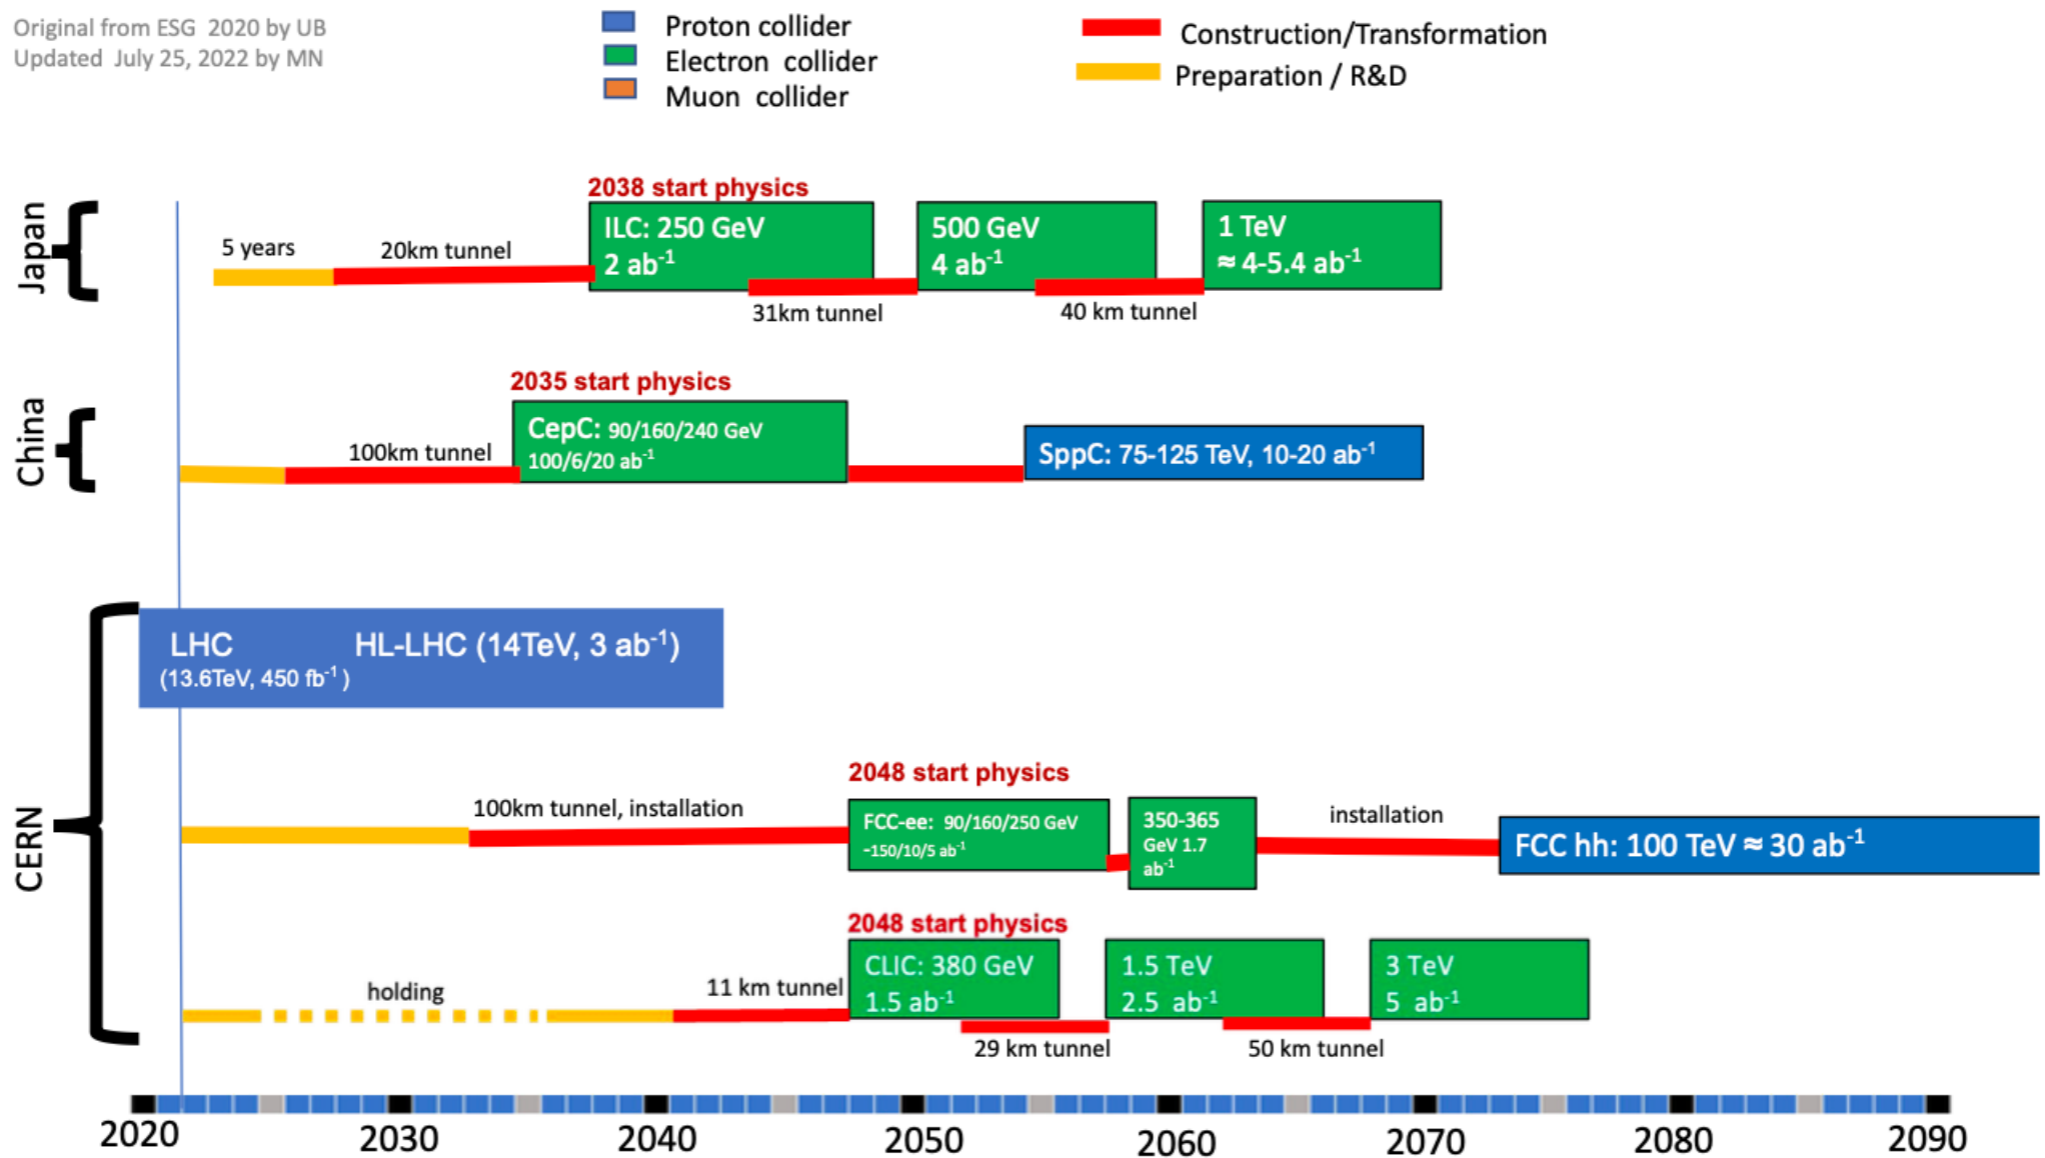 Original from ESG 2020 by UB
Updated July 25, 2022 by MN
Proton collider
Electron collider
Muon collider
Construction/Transformation
Preparation / R&D
Japan
5 years
20km tunnel
2038 start physics
ILC: 250 GeV
2 ab⁻¹
31km tunnel
500 GeV
4 ab⁻¹
40 km tunnel
1 TeV
≈ 4-5.4 ab⁻¹
China
100km tunnel
2035 start physics
CepC: 90/160/240 GeV
100/6/20 ab⁻¹
SppC: 75-125 TeV, 10-20 ab⁻¹
CERN
LHC
(13.6TeV, 450 fb⁻¹ )
HL-LHC (14TeV, 3 ab⁻¹)
100km tunnel, installation
2048 start physics
FCC-ee: 90/160/250 GeV
~150/10/5 ab⁻¹
350-365
GeV 1.7
ab⁻¹
installation
FCC hh: 100 TeV ≈ 30 ab⁻¹
holding
11 km tunnel
2048 start physics
CLIC: 380 GeV
1.5 ab⁻¹
29 km tunnel
1.5 TeV
2.5 ab⁻¹
50 km tunnel
3 TeV
5 ab⁻¹
2020 2030 2040 2050 2060 2070 2080 2090